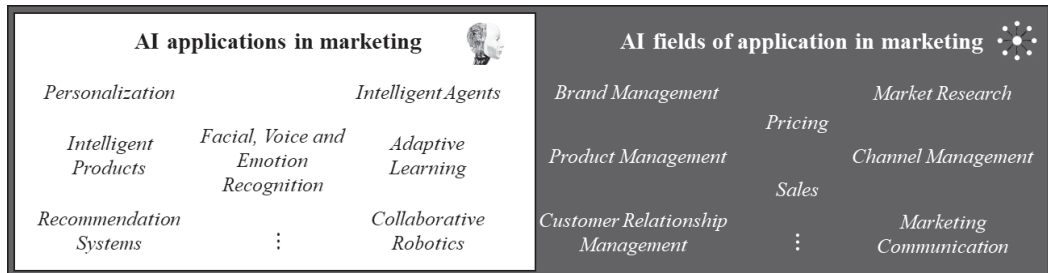 AI applications in marketing
Personalization
Intelligent Agents
Intelligent
Products
Facial, Voice and
Emotion
Recognition
Adaptive
Learning
Recommendation
Systems
⋮
Collaborative
Robotics
AI fields of application in marketing
Brand Management
Market Research
Pricing
Product Management
Channel Management
Sales
Customer Relationship
Management
⋮
Marketing
Communication